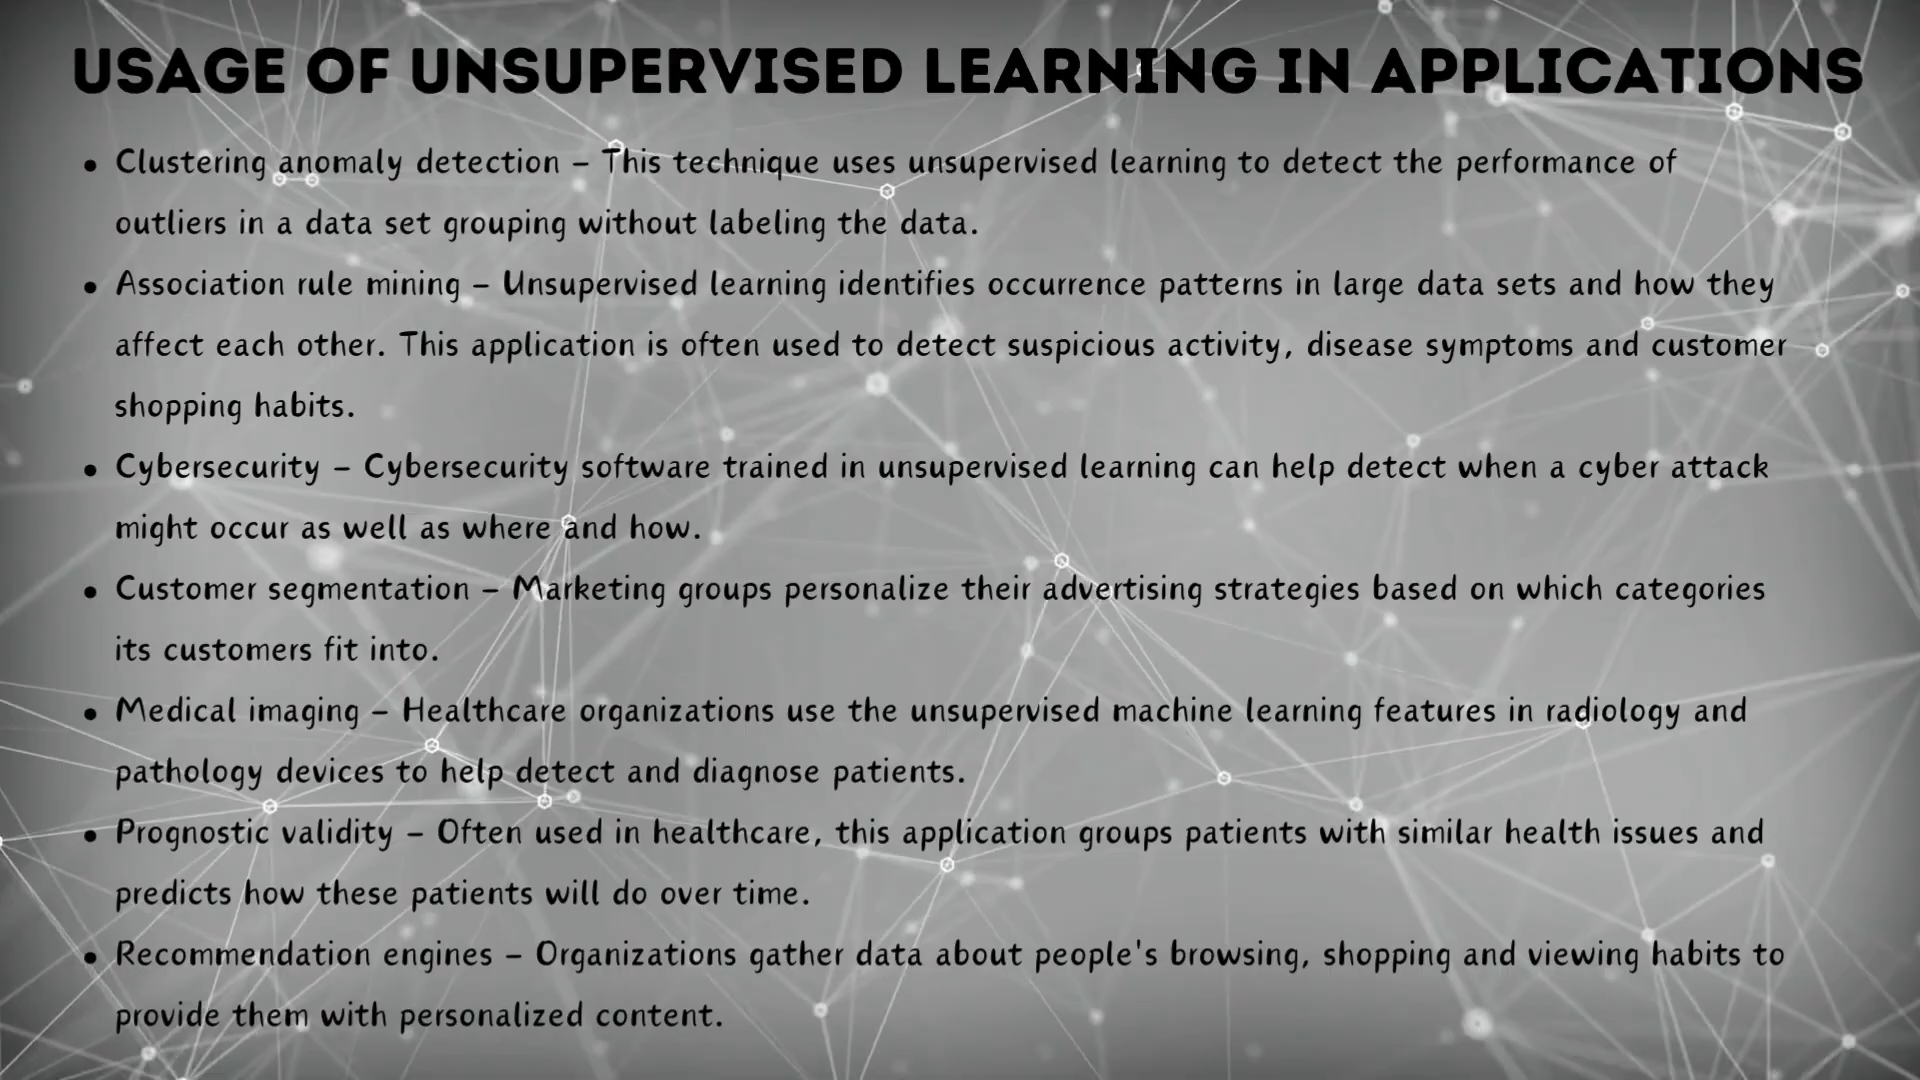 USAGE OF UNSUPERVISED LEARNING IN APPLICATIONS
• Clustering anomaly detection – This technique uses unsupervised learning to detect the performance of
outliers in a data set grouping without labeling the data.
• Association rule mining – Unsupervised learning identifies occurrence patterns in large data sets and how they
affect each other. This application is often used to detect suspicious activity, disease symptoms and customer
shopping habits.
• Cybersecurity – Cybersecurity software trained in unsupervised learning can help detect when a cyber attack
might occur as well as where and how.
• Customer segmentation – Marketing groups personalize their advertising strategies based on which categories
its customers fit into.
• Medical imaging – Healthcare organizations use the unsupervised machine learning features in radiology and
pathology devices to help detect and diagnose patients.
• Prognostic validity – Often used in healthcare, this application groups patients with similar health issues and
predicts how these patients will do over time.
• Recommendation engines – Organizations gather data about people's browsing, shopping and viewing habits to
provide them with personalized content.